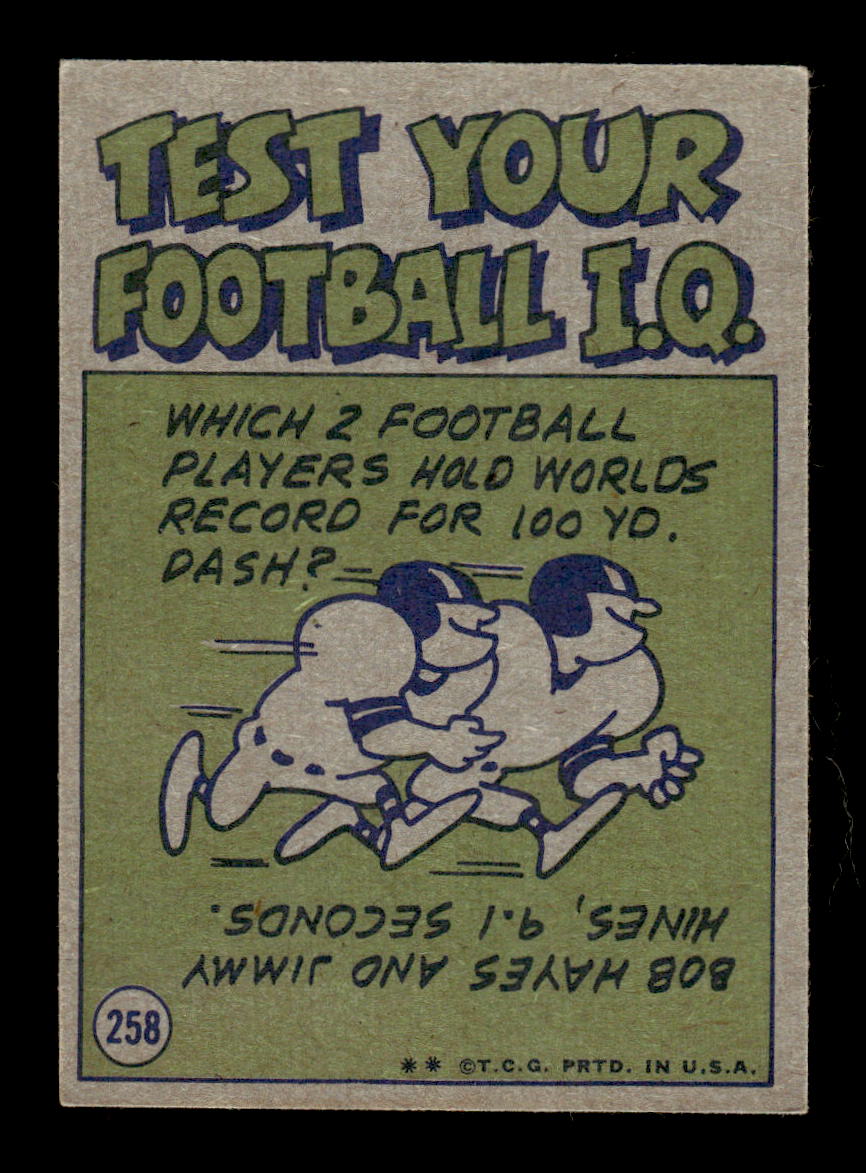 TEST YOUR
FOOTBALL I.Q.
WHICH 2 FOOTBALL
PLAYERS HOLD WORLDS
RECORD FOR 100 YD.
DASH?
BOB HAYES AND JIMMY
HINES, 9.1 SECONDS.
258
** ©T.C.G. PRTD. IN U.S.A.